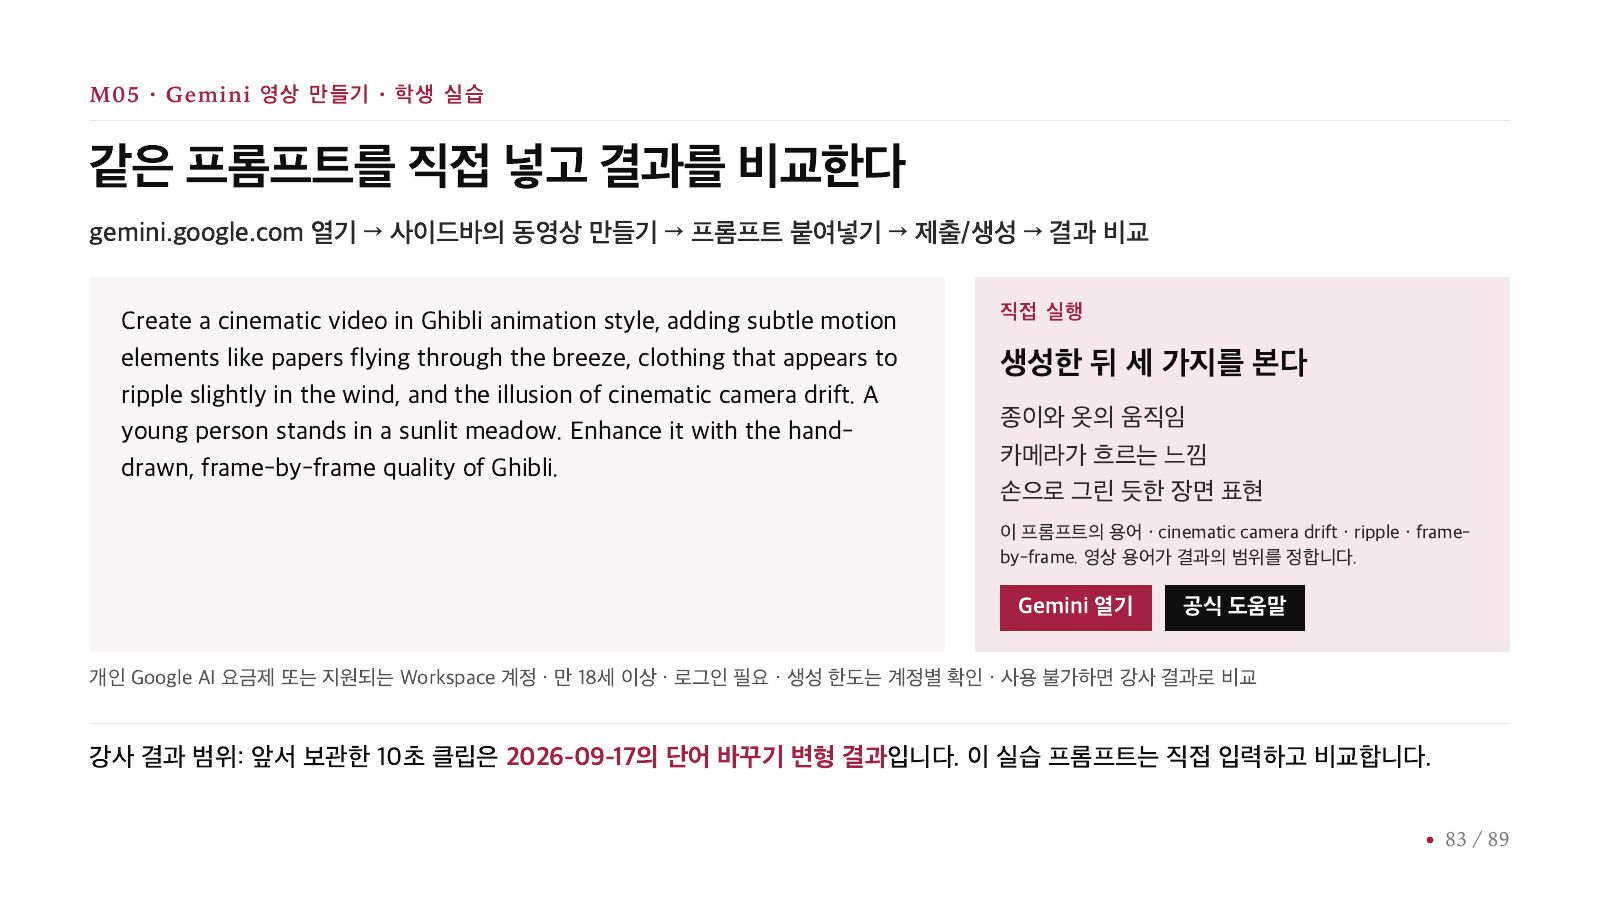 M05 · Gemini 영상 만들기 · 학생 실습
같은 프롬프트를 직접 넣고 결과를 비교한다
gemini.google.com 열기 → 사이드바의 동영상 만들기 → 프롬프트 붙여넣기 → 제출/생성 → 결과 비교
Create a cinematic video in Ghibli animation style, adding subtle motion
elements like papers flying through the breeze, clothing that appears to
ripple slightly in the wind, and the illusion of cinematic camera drift. A
young person stands in a sunlit meadow. Enhance it with the hand-
drawn, frame-by-frame quality of Ghibli.
직접 실행
생성한 뒤 세 가지를 본다
종이와 옷의 움직임
카메라가 흐르는 느낌
손으로 그린 듯한 장면 표현
이 프롬프트의 용어 · cinematic camera drift · ripple · frame-
by-frame. 영상 용어가 결과의 범위를 정합니다.
Gemini 열기
공식 도움말
개인 Google AI 요금제 또는 지원되는 Workspace 계정 · 만 18세 이상 · 로그인 필요 · 생성 한도는 계정별 확인 · 사용 불가하면 강사 결과로 비교
강사 결과 범위: 앞서 보관한 10초 클립은 2026-09-17의 단어 바꾸기 변형 결과입니다. 이 실습 프롬프트는 직접 입력하고 비교합니다.
• 83 / 89